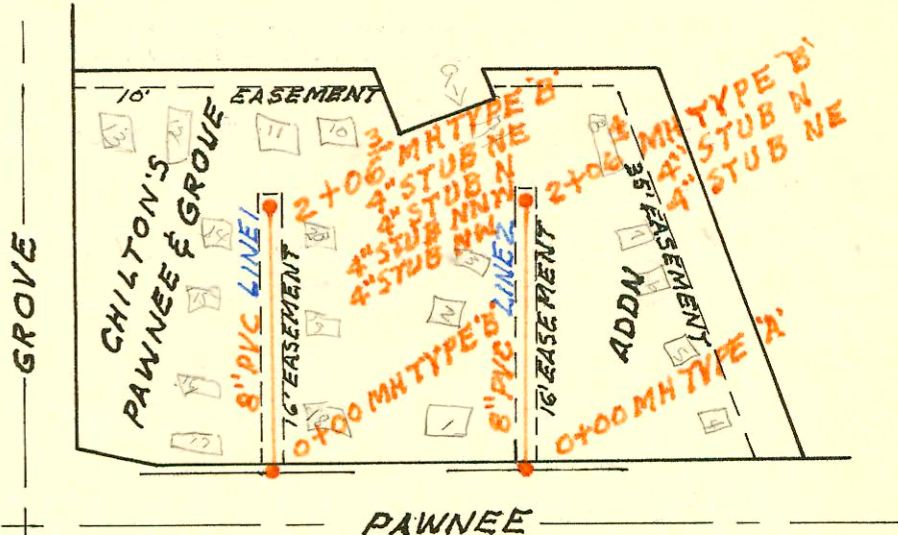 10' EASEMENT
CHILTON'S
PAWNEE & GROVE
ADDN
GROVE
PAWNEE
8" PVC LINE 1
16' EASEMENT
2+06 MH TYPE 'B'
4" STUB NE
4" STUB N
4" STUB NNW
4" STUB NW
0+00 MH TYPE 'B'
8" PVC LINE 2
16' EASEMENT
2+06 MH TYPE 'B'
4" STUB N
4" STUB NE
0+00 MH TYPE 'A'
35' EASEMENT
11
10
1
2
5
4